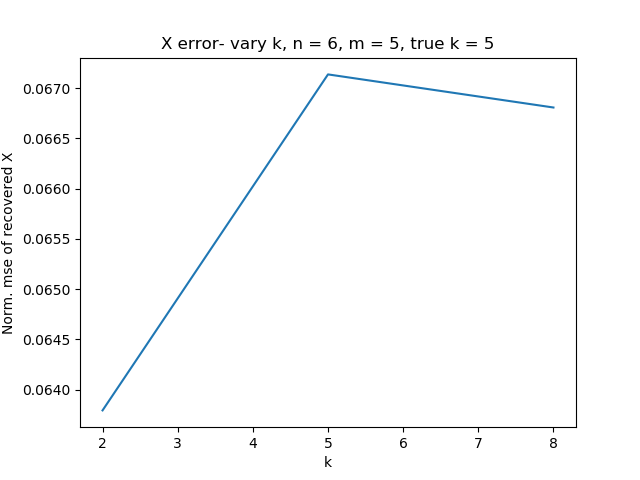 X error- vary k, n = 6, m = 5, true k = 5
Norm. mse of recovered X
0.0670
0.0665
0.0660
0.0655
0.0650
0.0645
0.0640
2 3 4 5 6 7 8
k